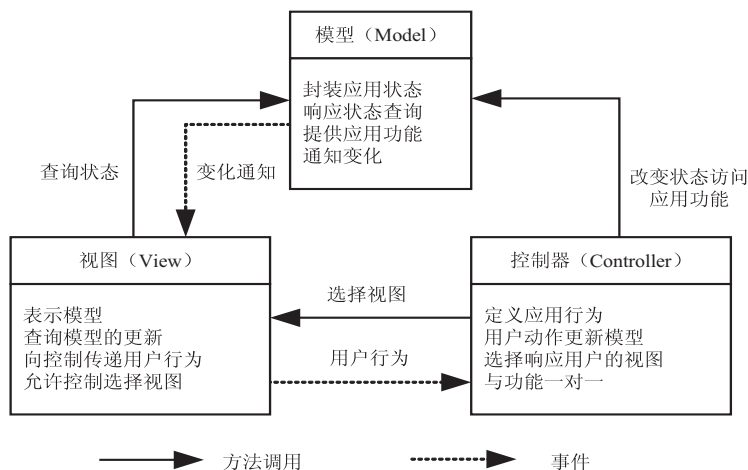 模型（Model）
封装应用状态
响应状态查询
提供应用功能
通知变化
查询状态
变化通知
改变状态访问
应用功能
视图（View）
表示模型
查询模型的更新
向控制传递用户行为
允许控制选择视图
选择视图
用户行为
控制器（Controller）
定义应用行为
用户动作更新模型
选择响应用户的视图
与功能一对一
方法调用
事件